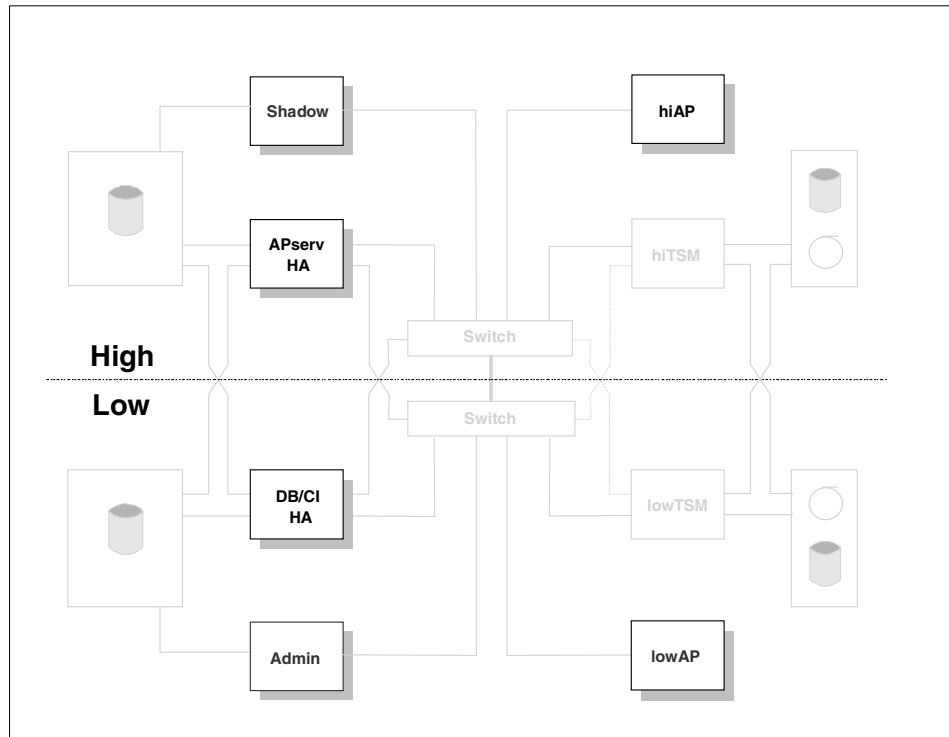 Shadow
hiAP
APserv
HA
hiTSM
Switch
High
Low
Switch
DB/CI
HA
lowTSM
Admin
lowAP